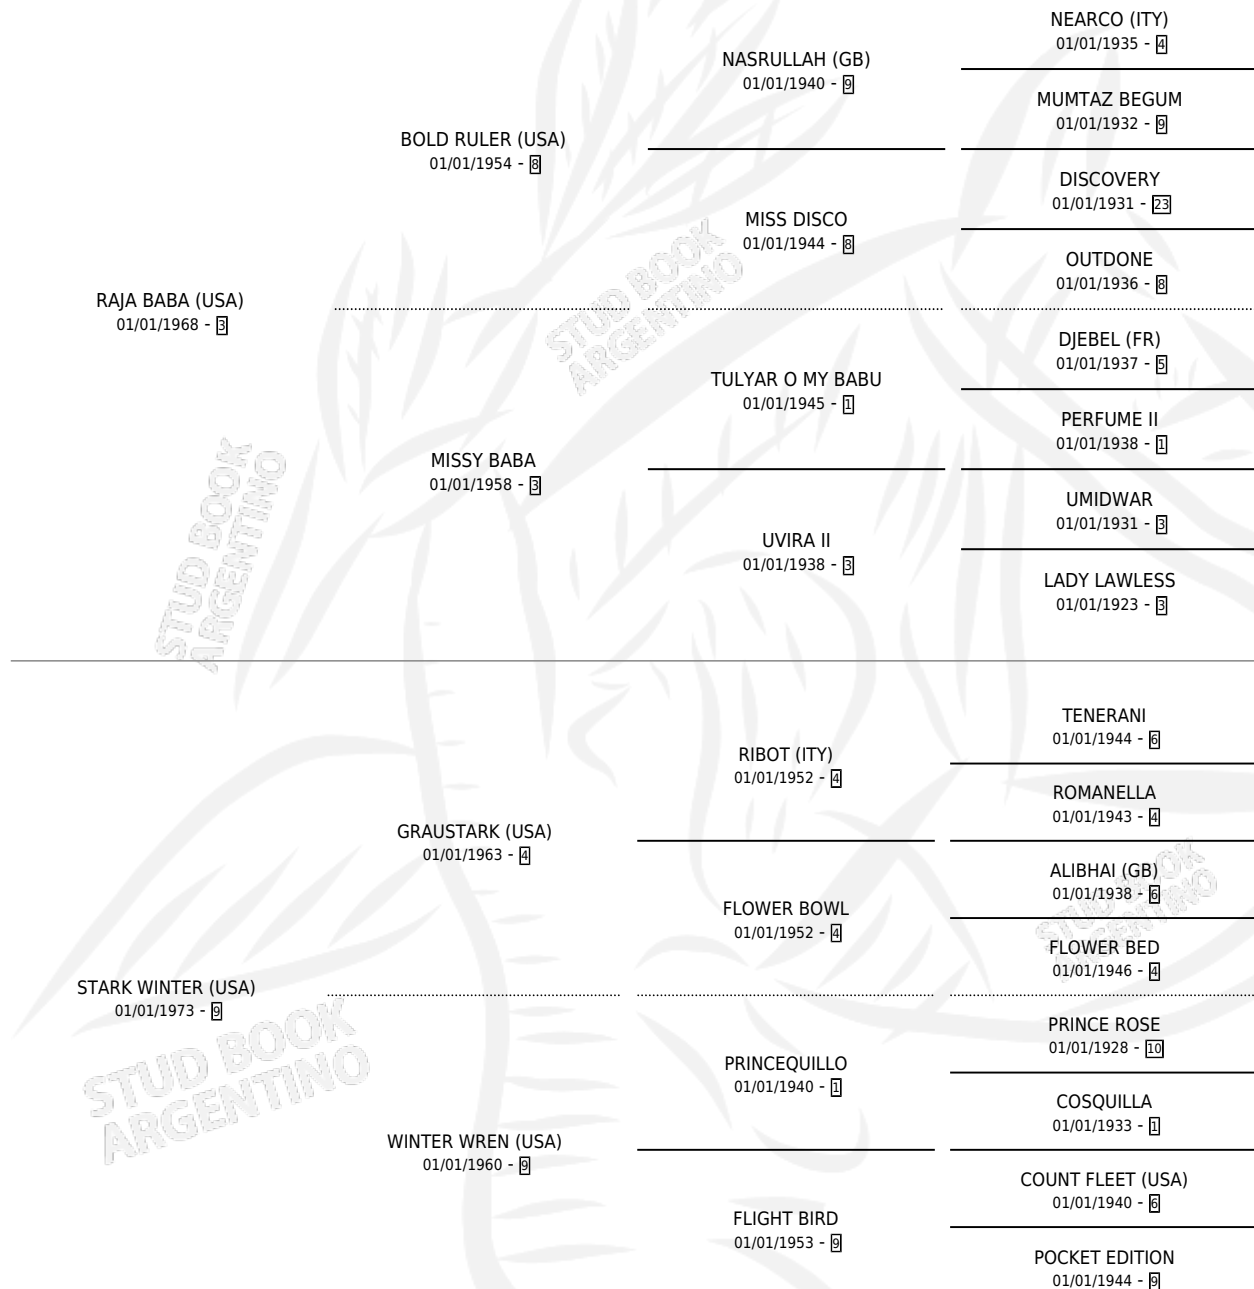 RAJA BABA (USA)
01/01/1968 - 3
BOLD RULER (USA)
01/01/1954 - 8
NASRULLAH (GB)
01/01/1940 - 9
NEARCO (ITY)
01/01/1935 - 4
MUMTAZ BEGUM
01/01/1932 - 9
MISS DISCO
01/01/1944 - 8
DISCOVERY
01/01/1931 - 23
OUTDONE
01/01/1936 - 8
MISSY BABA
01/01/1958 - 3
TULYAR O MY BABU
01/01/1945 - 1
DJEBEL (FR)
01/01/1937 - 5
PERFUME II
01/01/1938 - 1
UVIRA II
01/01/1938 - 3
UMIDWAR
01/01/1931 - 3
LADY LAWLESS
01/01/1923 - 3
STARK WINTER (USA)
01/01/1973 - 9
GRAUSTARK (USA)
01/01/1963 - 4
RIBOT (ITY)
01/01/1952 - 4
TENERANI
01/01/1944 - 6
ROMANELLA
01/01/1943 - 4
FLOWER BOWL
01/01/1952 - 4
ALIBHAI (GB)
01/01/1938 - 6
FLOWER BED
01/01/1946 - 4
WINTER WREN (USA)
01/01/1960 - 9
PRINCEQUILLO
01/01/1940 - 1
PRINCE ROSE
01/01/1928 - 10
COSQUILLA
01/01/1933 - 1
FLIGHT BIRD
01/01/1953 - 9
COUNT FLEET (USA)
01/01/1940 - 6
POCKET EDITION
01/01/1944 - 9
STUD BOOK
ARGENTINO
STUD BOOK
ARGENTINO
STUD BOOK
ARGENTINO
STUD BOOK
ARGENTINO